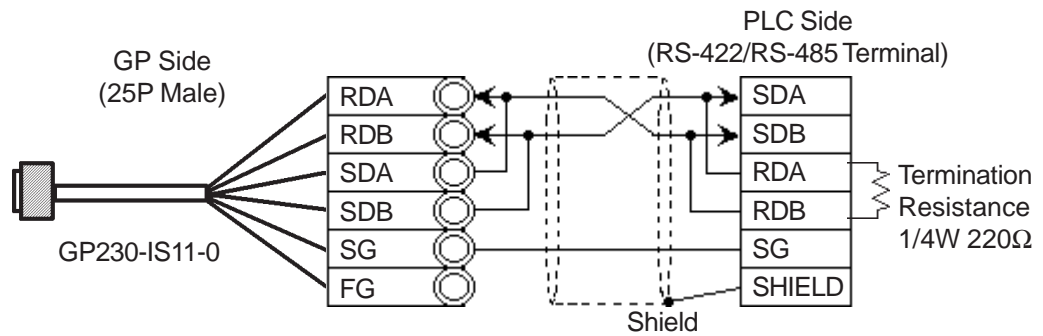 PLC Side
(RS-422/RS-485 Terminal)
GP Side
(25P Male)
GP230-IS11-0
RDA
RDB
SDA
SDB
SG
FG
Shield
SDA
SDB
RDA
RDB
SG
SHIELD
Termination
Resistance
1/4W 220Ω